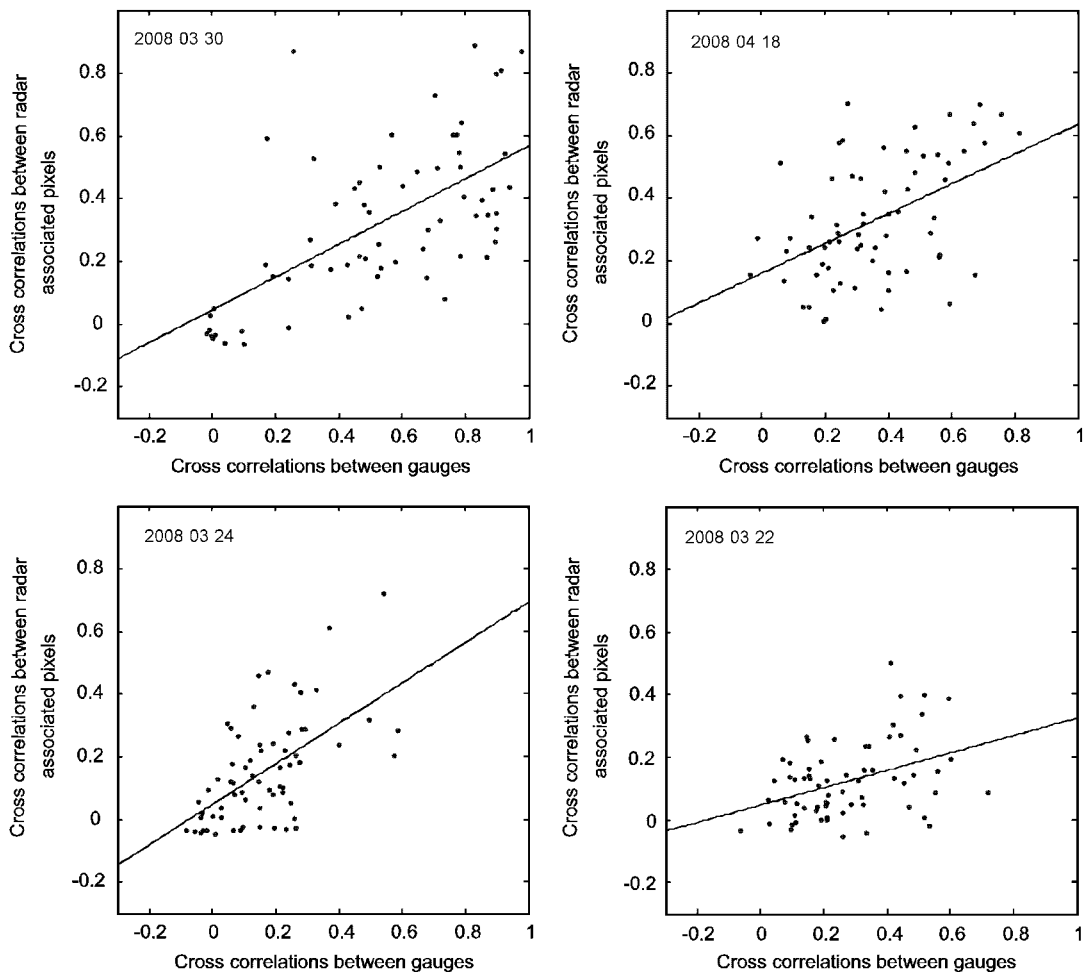 2008 03 30
Cross correlations between radar
associated pixels
0.8
0.6
0.4
0.2
0
-0.2
-0.2 0 0.2 0.4 0.6 0.8 1
Cross correlations between gauges
2008 04 18
Cross correlations between radar
associated pixels
0.8
0.6
0.4
0.2
0
-0.2
-0.2 0 0.2 0.4 0.6 0.8 1
Cross correlations between gauges
2008 03 24
Cross correlations between radar
associated pixels
0.8
0.6
0.4
0.2
0
-0.2
-0.2 0 0.2 0.4 0.6 0.8 1
Cross correlations between gauges
2008 03 22
Cross correlations between radar
associated pixels
0.8
0.6
0.4
0.2
0
-0.2
-0.2 0 0.2 0.4 0.6 0.8 1
Cross correlations between gauges